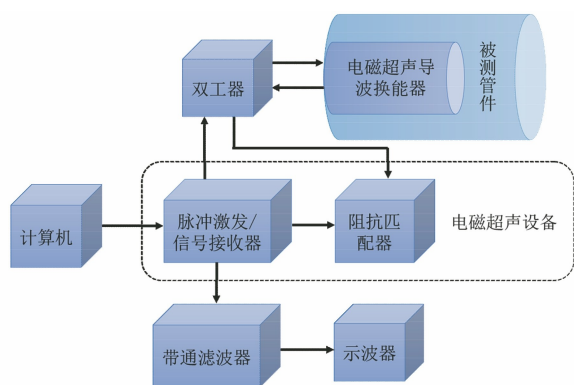 双工器
电磁超声导
波换能器
被测管件
计算机
脉冲激发/
信号接收器
阻抗匹
配器
电磁超声设备
带通滤波器
示波器